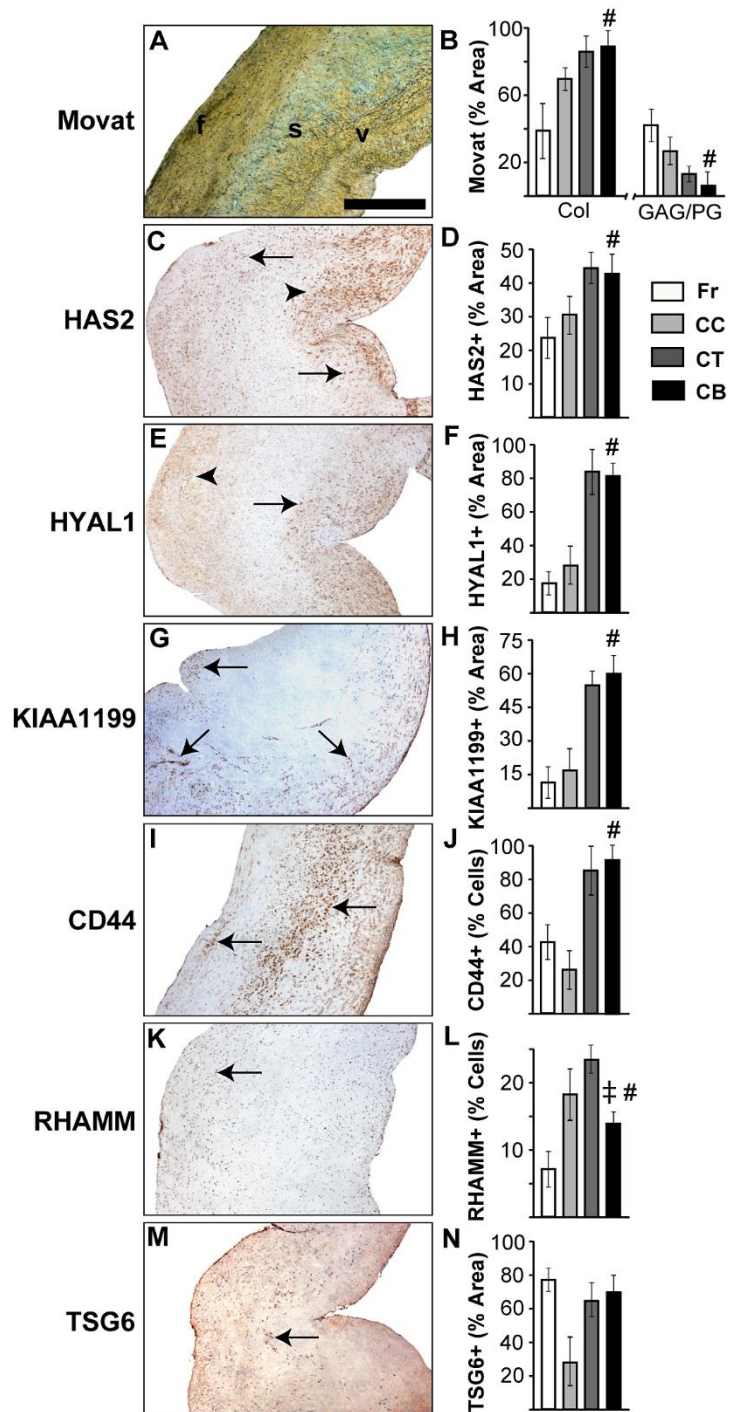 Movat
A
f
s
v
B
Movat (% Area)
100
80
60
40
20
#
#
Col
GAG/PG
HAS2
C
D
HAS2+ (% Area)
50
40
30
20
10
#
Fr
CC
CT
CB
HYAL1
E
F
HYAL1+ (% Area)
100
80
60
40
20
#
KIAA1199
G
H
KIAA1199+ (% Area)
75
60
45
30
15
#
CD44
I
J
CD44+ (% Cells)
100
80
60
40
20
#
RHAMM
K
L
RHAMM+ (% Cells)
20
10
‡ #
TSG6
M
N
TSG6+ (% Area)
100
80
60
40
20